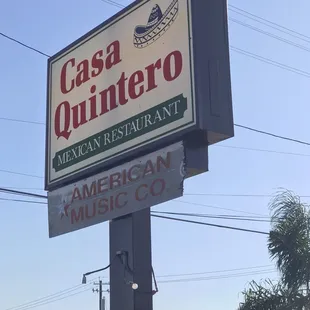 Casa
Quintero
MEXICAN RESTAURANT
AMERICAN
MUSIC CO.